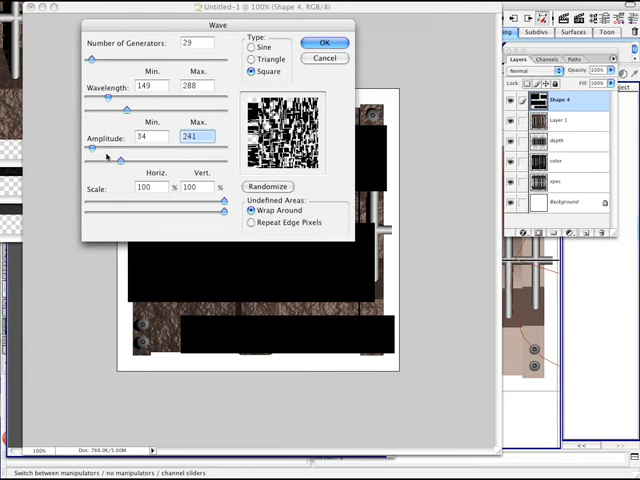 Untitled-1 @ 100% (Shape 4, RGB/8)
Wave
Number of Generators: 29
Type:
Sine
Triangle
Square
OK
Cancel
Min. Max.
Wavelength: 149 288
Min. Max.
Amplitude: 34 241
Horiz. Vert.
Scale: 100 % 100 %
Randomize
Undefined Areas:
Wrap Around
Repeat Edge Pixels
Subdivs Surfaces Toon
Layers Channels Paths
Normal Opacity: 100%
Lock: Fill: 100%
Shape 4
Layer 1
depth
color
spec
Background
100% Doc: 768.0K/5.00M
Switch between manipulators / no manipulators / channel sliders